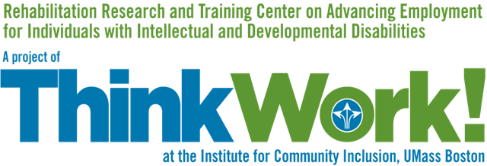 Rehabilitation Research and Training Center on Advancing Employment
for Individuals with Intellectual and Developmental Disabilities
A project of
ThinkWork!
at the Institute for Community Inclusion, UMass Boston